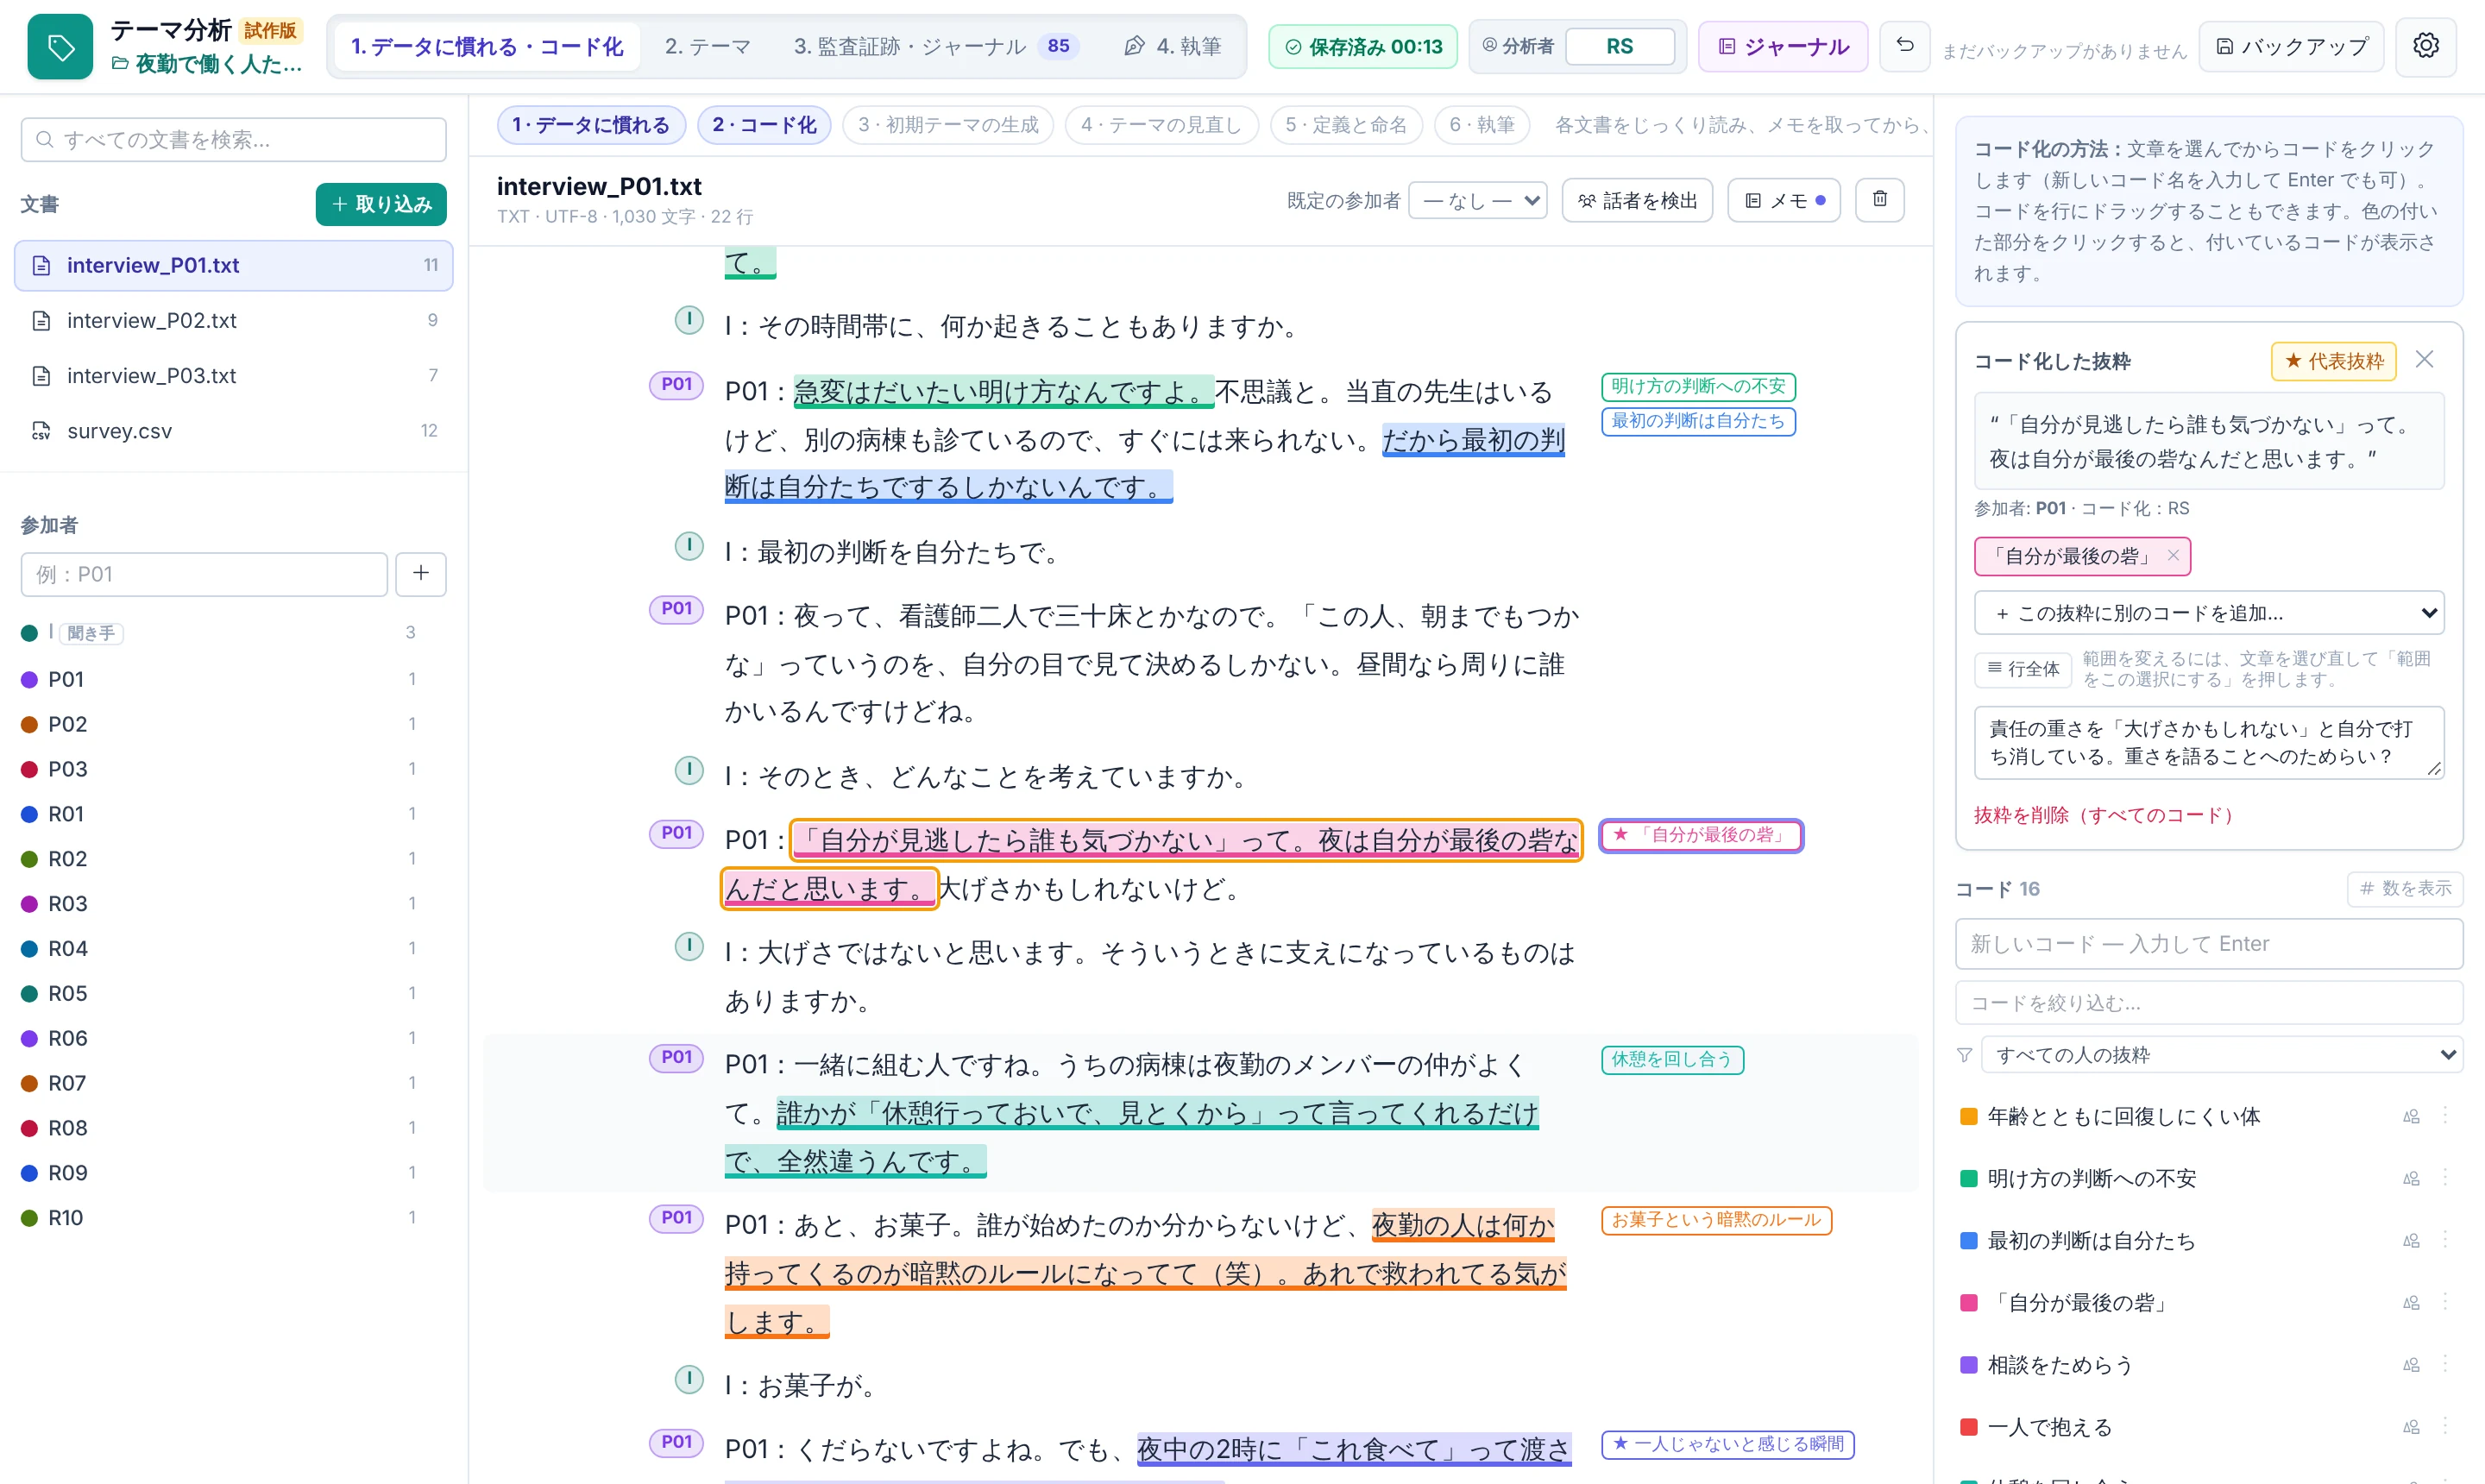 テーマ分析 試作版
夜勤で働く人た...
1. データに慣れる・コード化
2. テーマ
3. 監査証跡・ジャーナル 85
4. 執筆
保存済み 00:13
分析者 RS
ジャーナル
まだバックアップがありません
バックアップ
すべての文書を検索...
文書
取り込み
interview_P01.txt 11
interview_P02.txt 9
interview_P03.txt 7
survey.csv 12
参加者
例：P01
I 聞き手 3
P01 1
P02 1
P03 1
R01 1
R02 1
R03 1
R04 1
R05 1
R06 1
R07 1
R08 1
R09 1
R10 1
1 · データに慣れる
2 · コード化
3 · 初期テーマの生成
4 · テーマの見直し
5 · 定義と命名
6 · 執筆
各文書をじっくり読み、メモを取ってから、
interview_P01.txt
TXT · UTF-8 · 1,030 文字 · 22 行
既定の参加者
— なし —
話者を検出
メモ
て。
I
I：その時間帯に、何か起きることもありますか。
P01
P01：急変はだいたい明け方なんですよ。不思議と。当直の先生はいる
けど、別の病棟も診ているので、すぐには来られない。だから最初の判
断は自分たちでするしかないんです。
明け方の判断への不安
最初の判断は自分たち
I
I：最初の判断を自分たちで。
P01
P01：夜って、看護師二人で三十床とかなので。「この人、朝までもつか
な」っていうのを、自分の目で見て決めるしかない。昼間なら周りに誰
かいるんですけどね。
I
I：そのとき、どんなことを考えていますか。
P01
P01：「自分が見逃したら誰も気づかない」って。夜は自分が最後の砦な
んだと思います。大げさかもしれないけど。
★ 「自分が最後の砦」
I
I：大げさではないと思います。そういうときに支えになっているものは
ありますか。
P01
P01：一緒に組む人ですね。うちの病棟は夜勤のメンバーの仲がよく
て。誰かが「休憩行っておいで、見とくから」って言ってくれるだけ
で、全然違うんです。
休憩を回し合う
P01
P01：あと、お菓子。誰が始めたのか分からないけど、夜勤の人は何か
持ってくるのが暗黙のルールになってて（笑）。あれで救われてる気が
します。
お菓子という暗黙のルール
I
I：お菓子が。
P01
P01：くだらないですよね。でも、夜中の2時に「これ食べて」って渡さ
★ 一人じゃないと感じる瞬間
コード化の方法：文章を選んでからコードをクリック
します（新しいコード名を入力して Enter でも可）。
コードを行にドラッグすることもできます。色の付い
た部分をクリックすると、付いているコードが表示さ
れます。
コード化した抜粋
★ 代表抜粋
“「自分が見逃したら誰も気づかない」って。
夜は自分が最後の砦なんだと思います。”
参加者: P01 · コード化：RS
「自分が最後の砦」
＋ この抜粋に別のコードを追加...
行全体
範囲を変えるには、文章を選び直して「範囲
をこの選択にする」を押します。
責任の重さを「大げさかもしれない」と自分で打
ち消している。重さを語ることへのためらい？
抜粋を削除（すべてのコード）
コード 16
# 数を表示
新しいコード — 入力して Enter
コードを絞り込む...
すべての人の抜粋
年齢とともに回復しにくい体
明け方の判断への不安
最初の判断は自分たち
「自分が最後の砦」
相談をためらう
一人で抱える